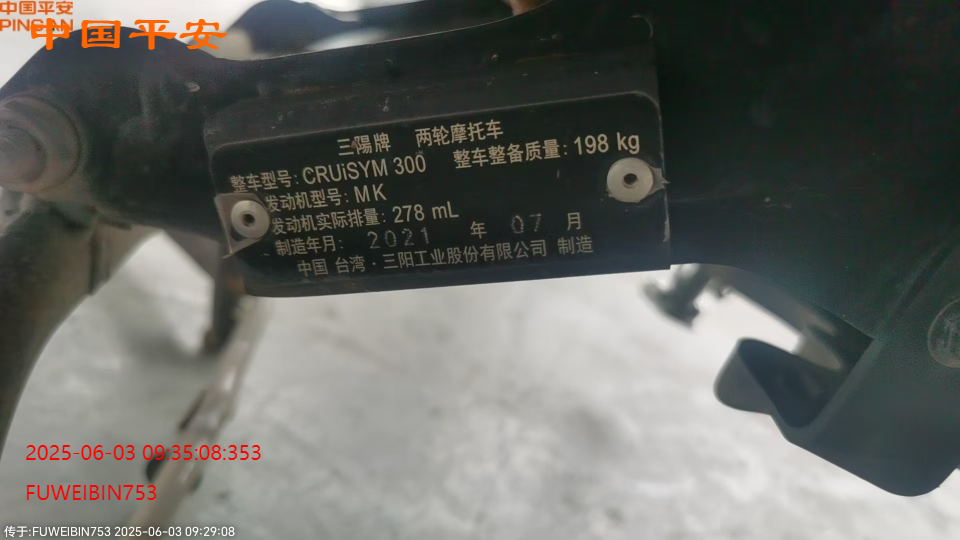 中国平安
PINGAN
中国平安
三陽牌 两轮摩托车
整车型号: CRUiSYM 300 整车整备质量: 198 kg
发动机型号: MK
发动机实际排量: 278 mL
制造年月: 2021 年 07 月
中国 台湾·三阳工业股份有限公司 制造
2025-06-03 09:35:08:353
FUWEIBIN753
传于:FUWEIBIN753 2025-06-03 09:29:08